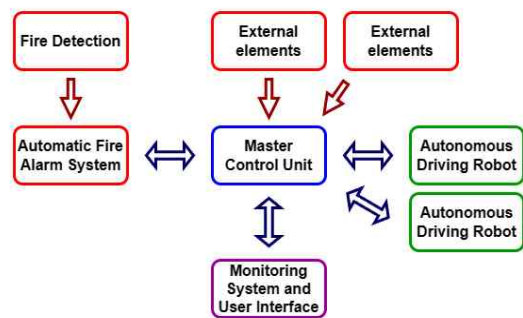 Fire Detection
External
elements
External
elements
Automatic Fire
Alarm System
Master
Control Unit
Autonomous
Driving Robot
Autonomous
Driving Robot
Monitoring
System and
User Interface